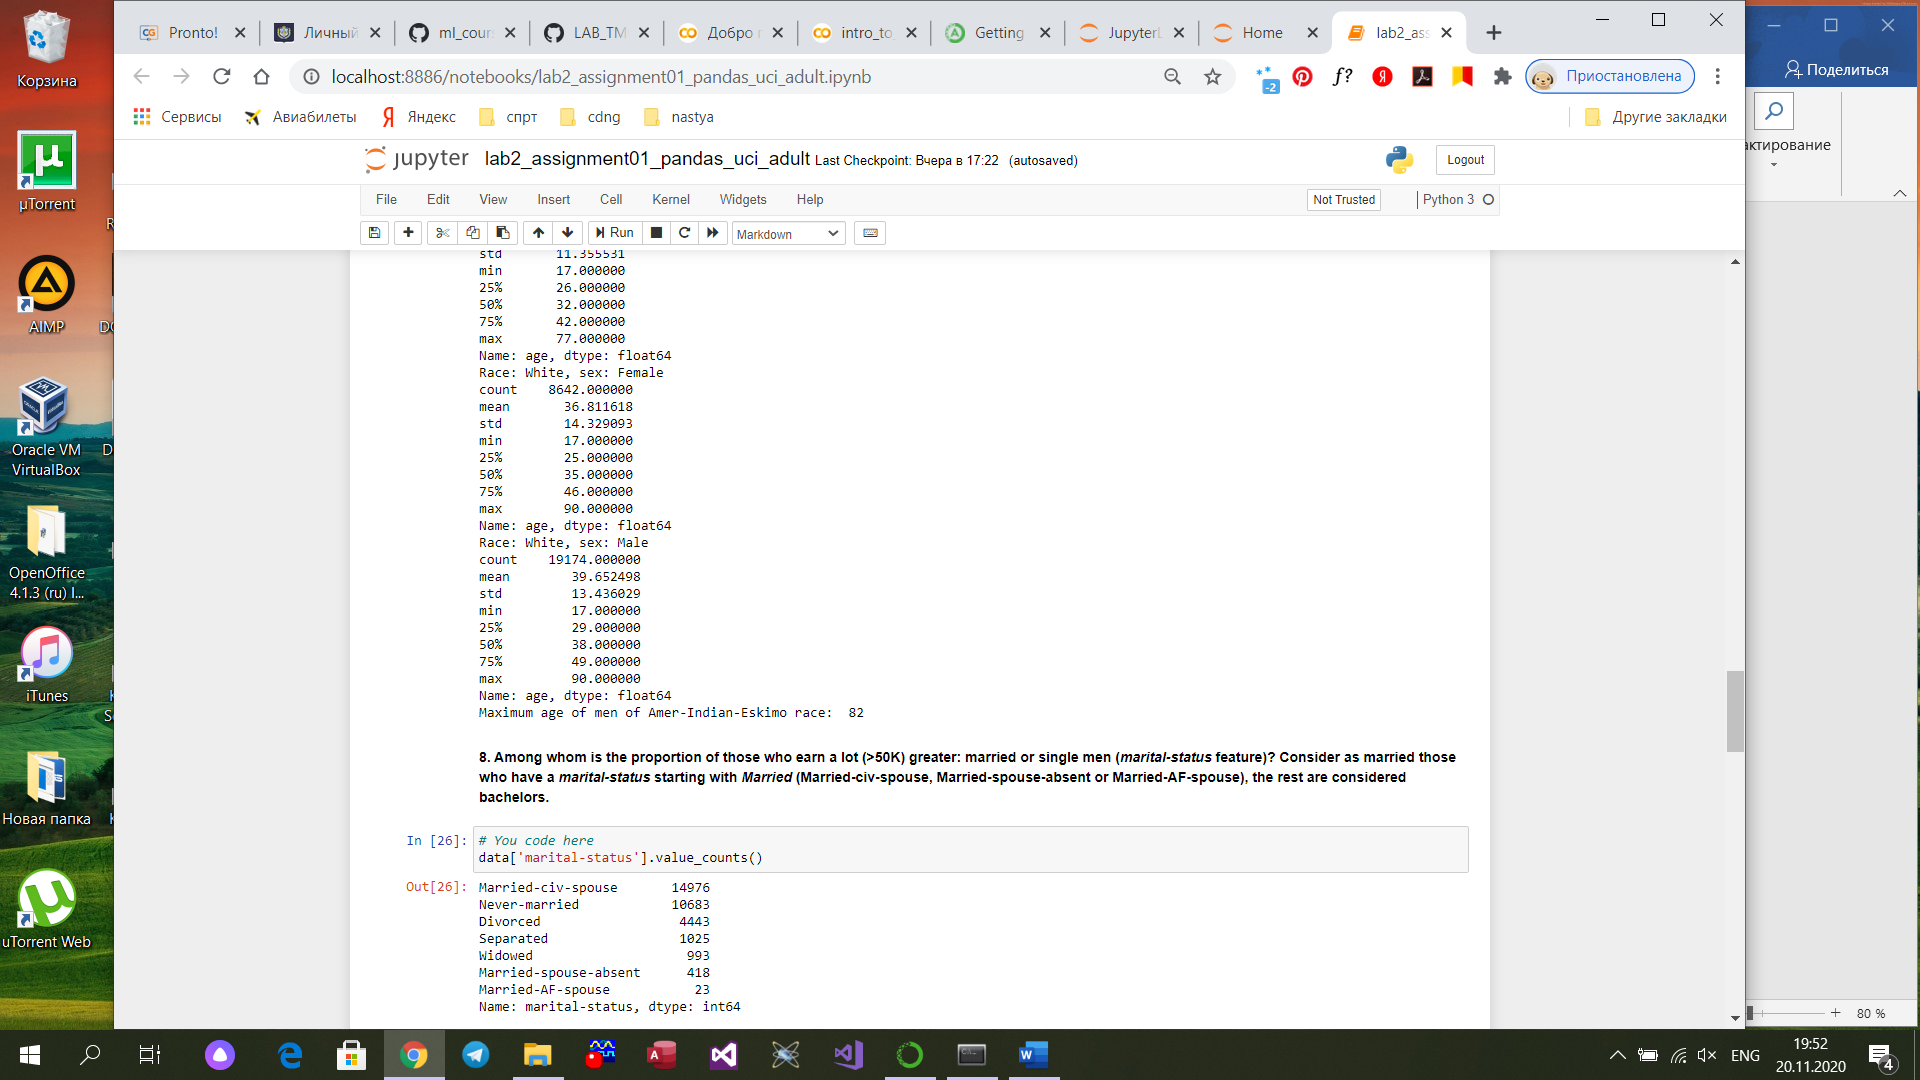 Корзина
µTorrent
AIMP
Oracle VM
VirtualBox
OpenOffice
4.1.3 (ru) I...
iTunes
Новая папка
uTorrent Web
Pronto!
Личный
ml_cour
LAB_TM
Добро
intro_to
Getting
JupyterL
Home
lab2_ass
localhost:8886/notebooks/lab2_assignment01_pandas_uci_adult.ipynb
-2
Приостановлена
Сервисы
Авиабилеты
Яндекс
спрт
cdng
nastya
Другие закладки
Поделиться
jupyter lab2_assignment01_pandas_uci_adult Last Checkpoint: Вчера в 17:22 (autosaved)
Logout
File Edit View Insert Cell Kernel Widgets Help
Not Trusted
Python 3
Run
Markdown
std 11.355531
min 17.000000
25% 26.000000
50% 32.000000
75% 42.000000
max 77.000000
Name: age, dtype: float64
Race: White, sex: Female
count 8642.000000
mean 36.811618
std 14.329093
min 17.000000
25% 25.000000
50% 35.000000
75% 46.000000
max 90.000000
Name: age, dtype: float64
Race: White, sex: Male
count 19174.000000
mean 39.652498
std 13.436029
min 17.000000
25% 29.000000
50% 38.000000
75% 49.000000
max 90.000000
Name: age, dtype: float64
Maximum age of men of Amer-Indian-Eskimo race: 82
8. Among whom is the proportion of those who earn a lot (>50K) greater: married or single men (marital-status feature)? Consider as married those
who have a marital-status starting with Married (Married-civ-spouse, Married-spouse-absent or Married-AF-spouse), the rest are considered
bachelors.
In [26]: # You code here
data['marital-status'].value_counts()
Out[26]: Married-civ-spouse 14976
Never-married 10683
Divorced 4443
Separated 1025
Widowed 993
Married-spouse-absent 418
Married-AF-spouse 23
Name: marital-status, dtype: int64
80 %
ENG
19:52
20.11.2020
4